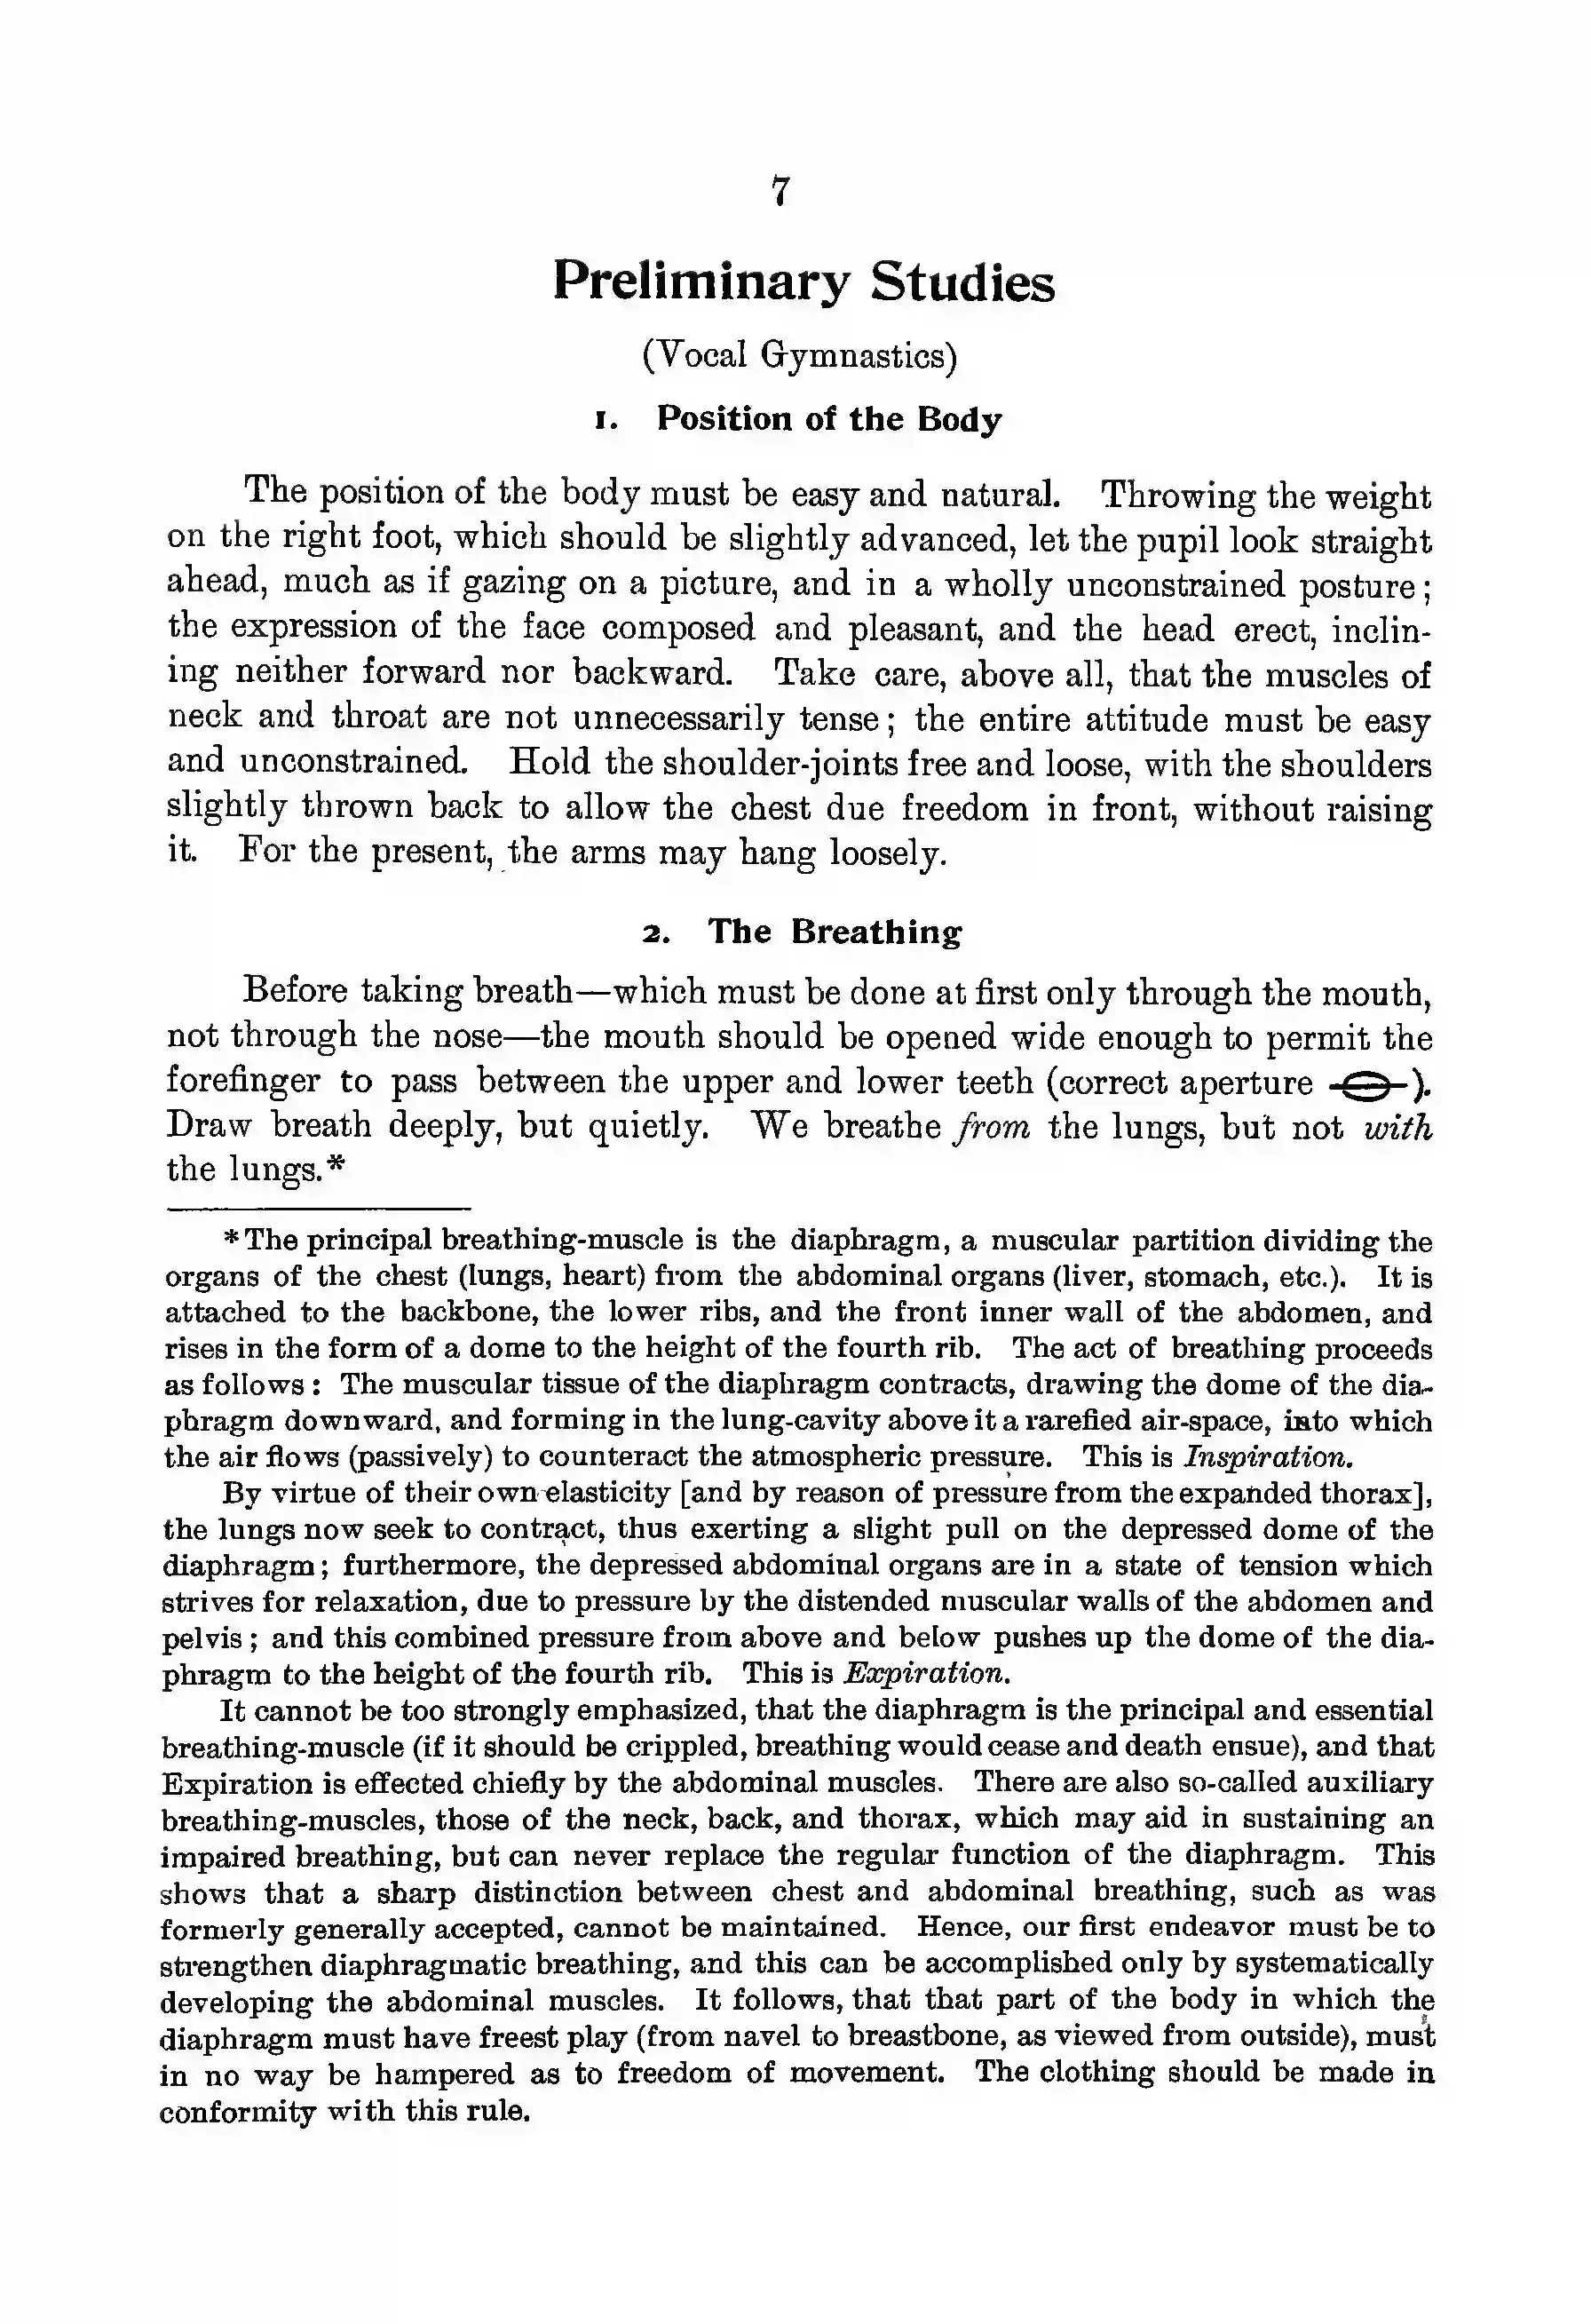 7
Preliminary Studies
(Vocal Gymnastics)
1. Position of the Body
The position of the body must be easy and natural. Throwing the weight
on the right foot, which should be slightly advanced, let the pupil look straight
ahead, much as if gazing on a picture, and in a wholly unconstrained posture;
the expression of the face composed and pleasant, and the head erect, inclin-
ing neither forward nor backward. Take care, above all, that the muscles of
neck and throat are not unnecessarily tense; the entire attitude must be easy
and unconstrained. Hold the shoulder-joints free and loose, with the shoulders
slightly thrown back to allow the chest due freedom in front, without raising
it. For the present, the arms may hang loosely.
2. The Breathing
Before taking breath—which must be done at first only through the mouth,
not through the nose—the mouth should be opened wide enough to permit the
forefinger to pass between the upper and lower teeth (correct aperture ).
Draw breath deeply, but quietly. We breathe from the lungs, but not with
the lungs.*
*The principal breathing-muscle is the diaphragm, a muscular partition dividing the
organs of the chest (lungs, heart) from the abdominal organs (liver, stomach, etc.). It is
attached to the backbone, the lower ribs, and the front inner wall of the abdomen, and
rises in the form of a dome to the height of the fourth rib. The act of breathing proceeds
as follows: The muscular tissue of the diaphragm contracts, drawing the dome of the dia-
phragm downward, and forming in the lung-cavity above it a rarefied air-space, into which
the air flows (passively) to counteract the atmospheric pressure. This is Inspiration.
By virtue of their own elasticity [and by reason of pressure from the expanded thorax],
the lungs now seek to contract, thus exerting a slight pull on the depressed dome of the
diaphragm; furthermore, the depressed abdominal organs are in a state of tension which
strives for relaxation, due to pressure by the distended muscular walls of the abdomen and
pelvis; and this combined pressure from above and below pushes up the dome of the dia-
phragm to the height of the fourth rib. This is Expiration.
It cannot be too strongly emphasized, that the diaphragm is the principal and essential
breathing-muscle (if it should be crippled, breathing would cease and death ensue), and that
Expiration is effected chiefly by the abdominal muscles. There are also so-called auxiliary
breathing-muscles, those of the neck, back, and thorax, which may aid in sustaining an
impaired breathing, but can never replace the regular function of the diaphragm. This
shows that a sharp distinction between chest and abdominal breathing, such as was
formerly generally accepted, cannot be maintained. Hence, our first endeavor must be to
strengthen diaphragmatic breathing, and this can be accomplished only by systematically
developing the abdominal muscles. It follows, that that part of the body in which the
diaphragm must have freest play (from navel to breastbone, as viewed from outside), must
in no way be hampered as to freedom of movement. The clothing should be made in
conformity with this rule.